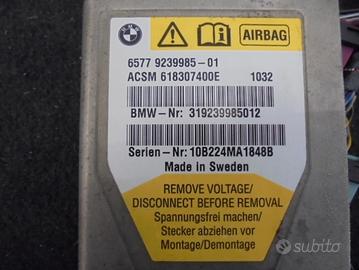 BMW
AIRBAG
6577 9239985-01
ACSM 618307400E 1032
BMW-Nr: 319239985012
Serien-Nr: 10B224MA1848B
Made in Sweden
REMOVE VOLTAGE/
DISCONNECT BEFORE REMOVAL
Spannungsfrei machen/
Stecker abziehen vor
Montage/Demontage
subito